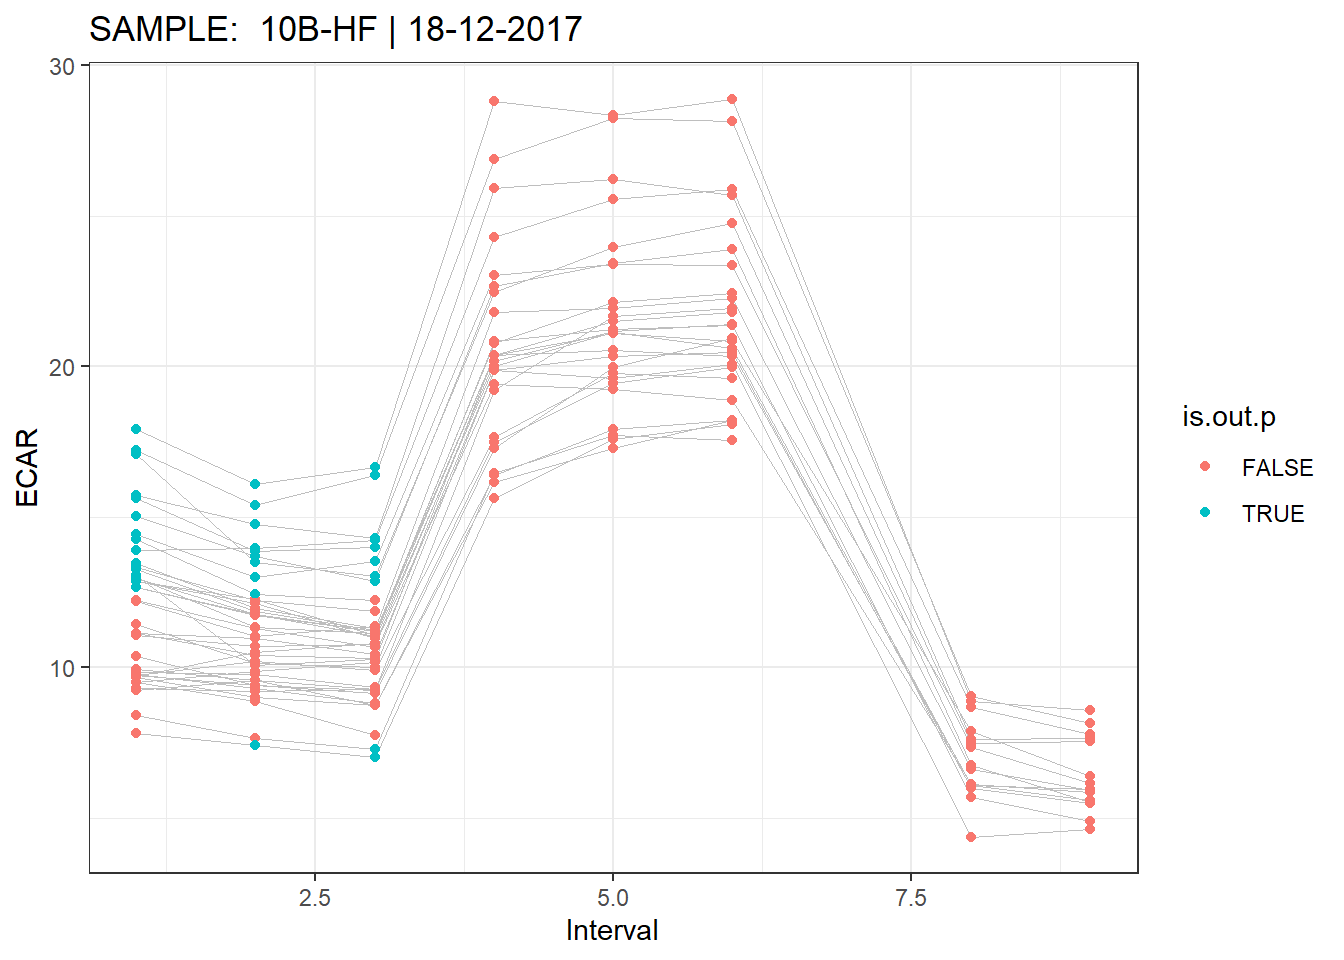 SAMPLE:  10B-HF | 18-12-2017
30
20
10
ECAR
2.5
5.0
7.5
Interval
is.out.p
FALSE
TRUE